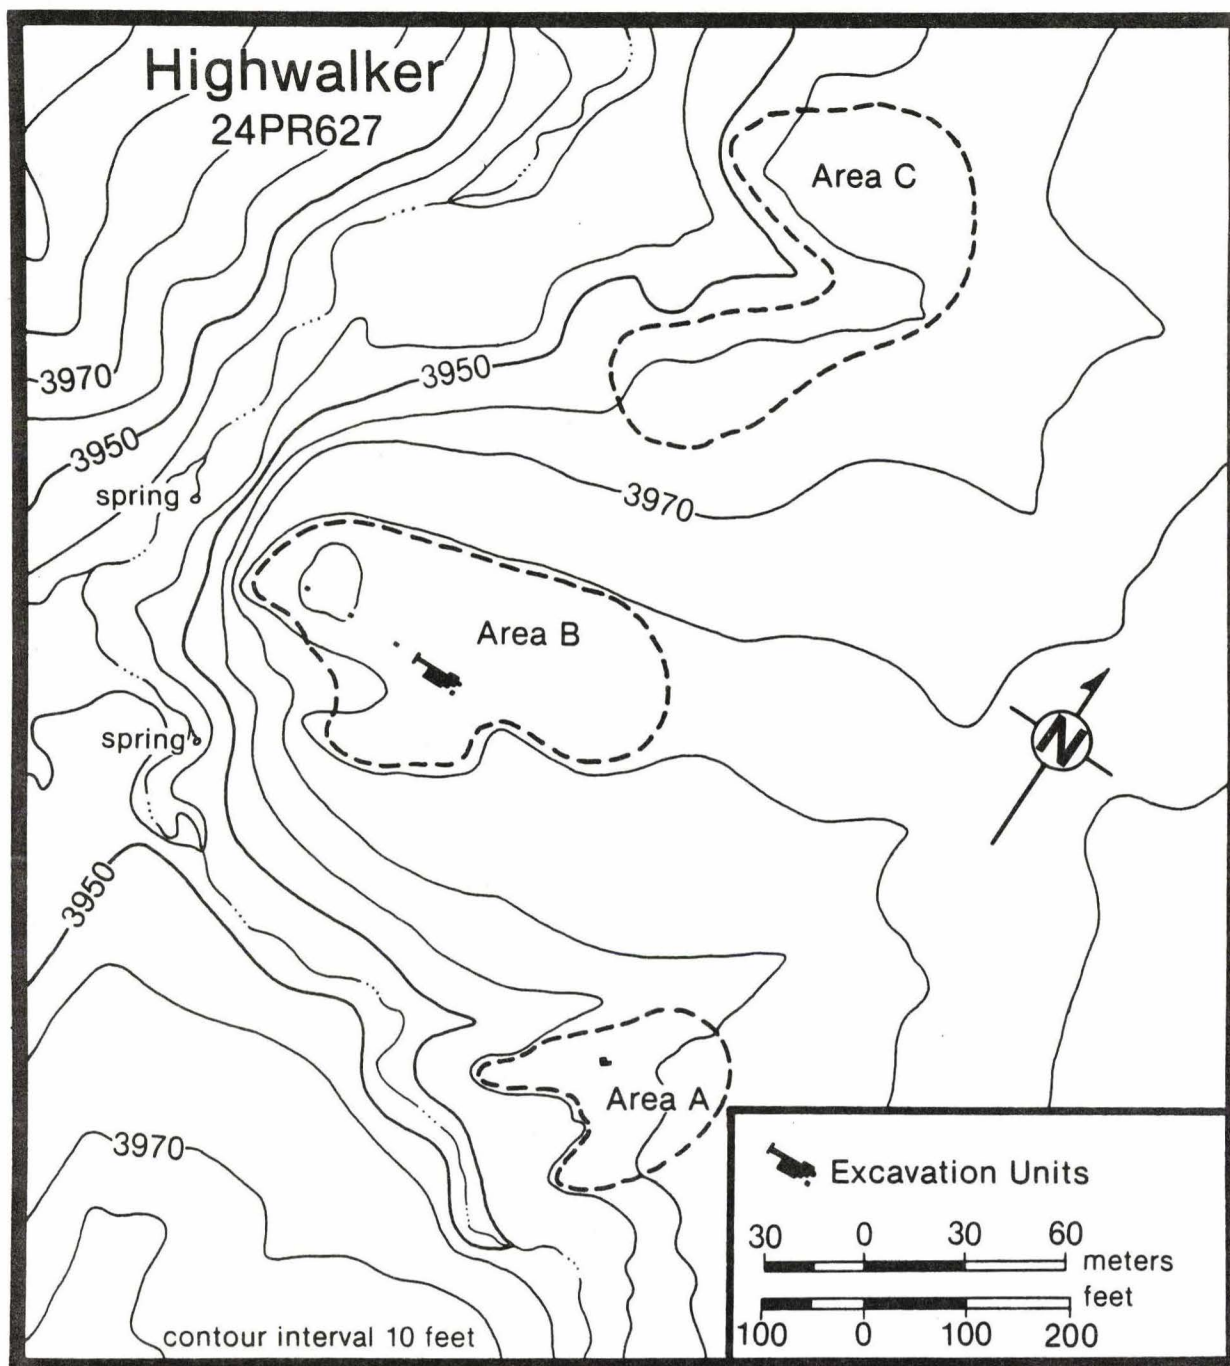 Highwalker
24PR627
Area C
3970
3950
3950
spring
3970
Area B
spring
N
3950
Area A
3970
Excavation Units
30 0 30 60
meters
feet
100 0 100 200
contour interval 10 feet